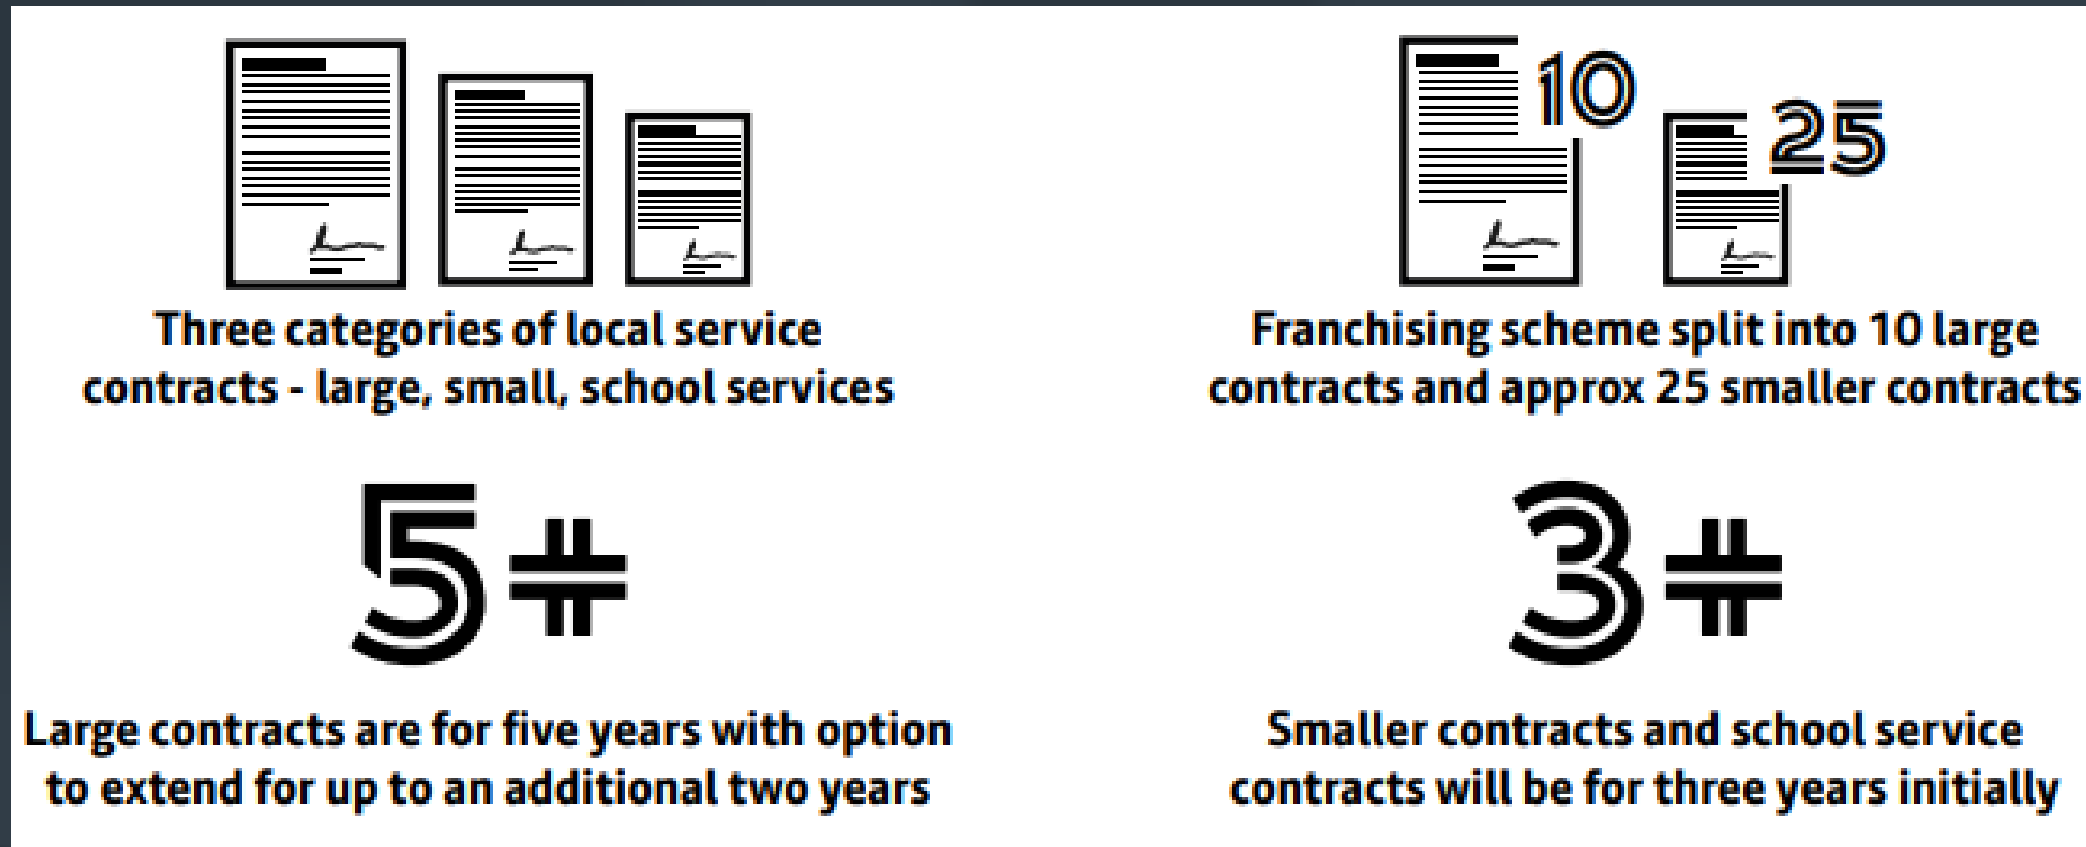 10
25
Three categories of local service
contracts - large, small, school services
Franchising scheme split into 10 large
contracts and approx 25 smaller contracts
5+
3+
Large contracts are for five years with option
to extend for up to an additional two years
Smaller contracts and school service
contracts will be for three years initially